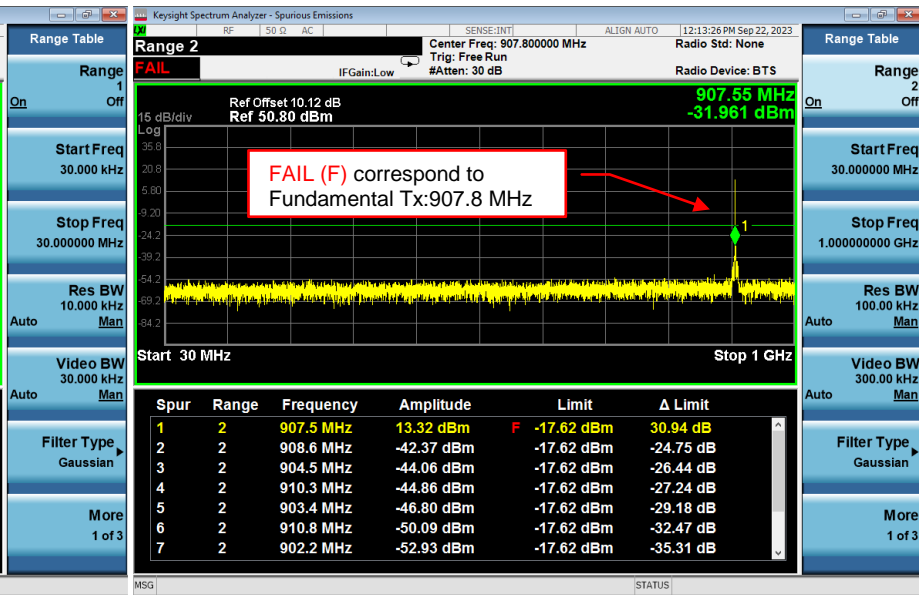 Range Table
Range
1
On Off
Start Freq
30.000 kHz
Stop Freq
30.000000 MHz
Res BW
10.000 kHz
Auto Man
Video BW
30.000 kHz
Auto Man
Filter Type
Gaussian
More
1 of 3
Keysight Spectrum Analyzer - Spurious Emissions
LXI RF 50 Ω AC SENSE:INT ALIGN AUTO 12:13:26 PM Sep 22, 2023
Range 2 Center Freq: 907.800000 MHz Radio Std: None
Trig: Free Run
FAIL IFGain:Low #Atten: 30 dB Radio Device: BTS
907.55 MHz
-31.961 dBm
Ref Offset 10.12 dB
15 dB/div Ref 50.80 dBm
Log
35.8
20.8
5.80
-9.20
-24.2
-39.2
-54.2
-69.2
-84.2
FAIL (F) correspond to
Fundamental Tx:907.8 MHz
1
Start 30 MHz Stop 1 GHz
Spur Range Frequency Amplitude Limit Δ Limit
1 2 907.5 MHz 13.32 dBm F -17.62 dBm 30.94 dB
2 2 908.6 MHz -42.37 dBm -17.62 dBm -24.75 dB
3 2 904.5 MHz -44.06 dBm -17.62 dBm -26.44 dB
4 2 910.3 MHz -44.86 dBm -17.62 dBm -27.24 dB
5 2 903.4 MHz -46.80 dBm -17.62 dBm -29.18 dB
6 2 910.8 MHz -50.09 dBm -17.62 dBm -32.47 dB
7 2 902.2 MHz -52.93 dBm -17.62 dBm -35.31 dB
MSG STATUS
Range Table
Range
2
On Off
Start Freq
30.000000 MHz
Stop Freq
1.000000000 GHz
Res BW
100.00 kHz
Auto Man
Video BW
300.00 kHz
Auto Man
Filter Type
Gaussian
More
1 of 3